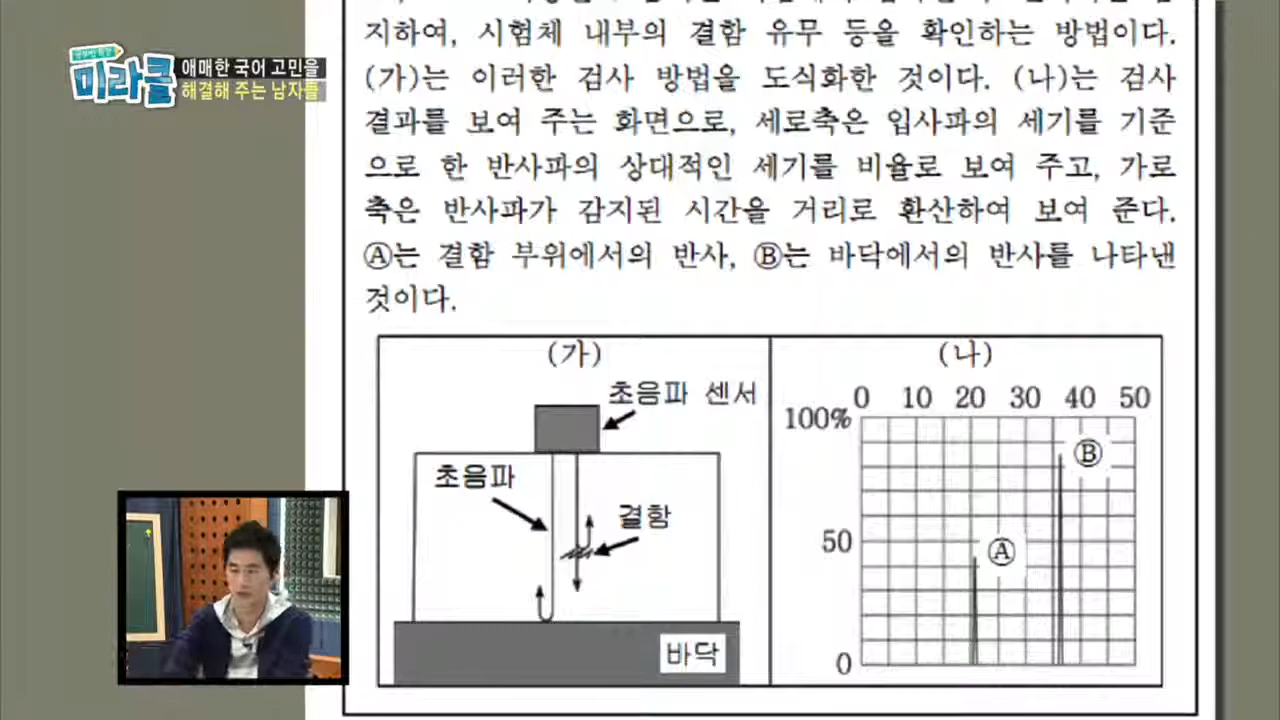 미라클
애매한 국어 고민을
해결해 주는 남자들
지하여, 시험체 내부의 결함 유무 등을 확인하는 방법이다.
(가)는 이러한 검사 방법을 도식화한 것이다. (나)는 검사
결과를 보여 주는 화면으로, 세로축은 입사파의 세기를 기준
으로 한 반사파의 상대적인 세기를 비율로 보여 주고, 가로
축은 반사파가 감지된 시간을 거리로 환산하여 보여 준다.
Ⓐ는 결함 부위에서의 반사, Ⓑ는 바닥에서의 반사를 나타낸
것이다.
(가)
초음파 센서
초음파
결함
바닥
(나)
0 10 20 30 40 50
100%
Ⓑ
50
Ⓐ
0